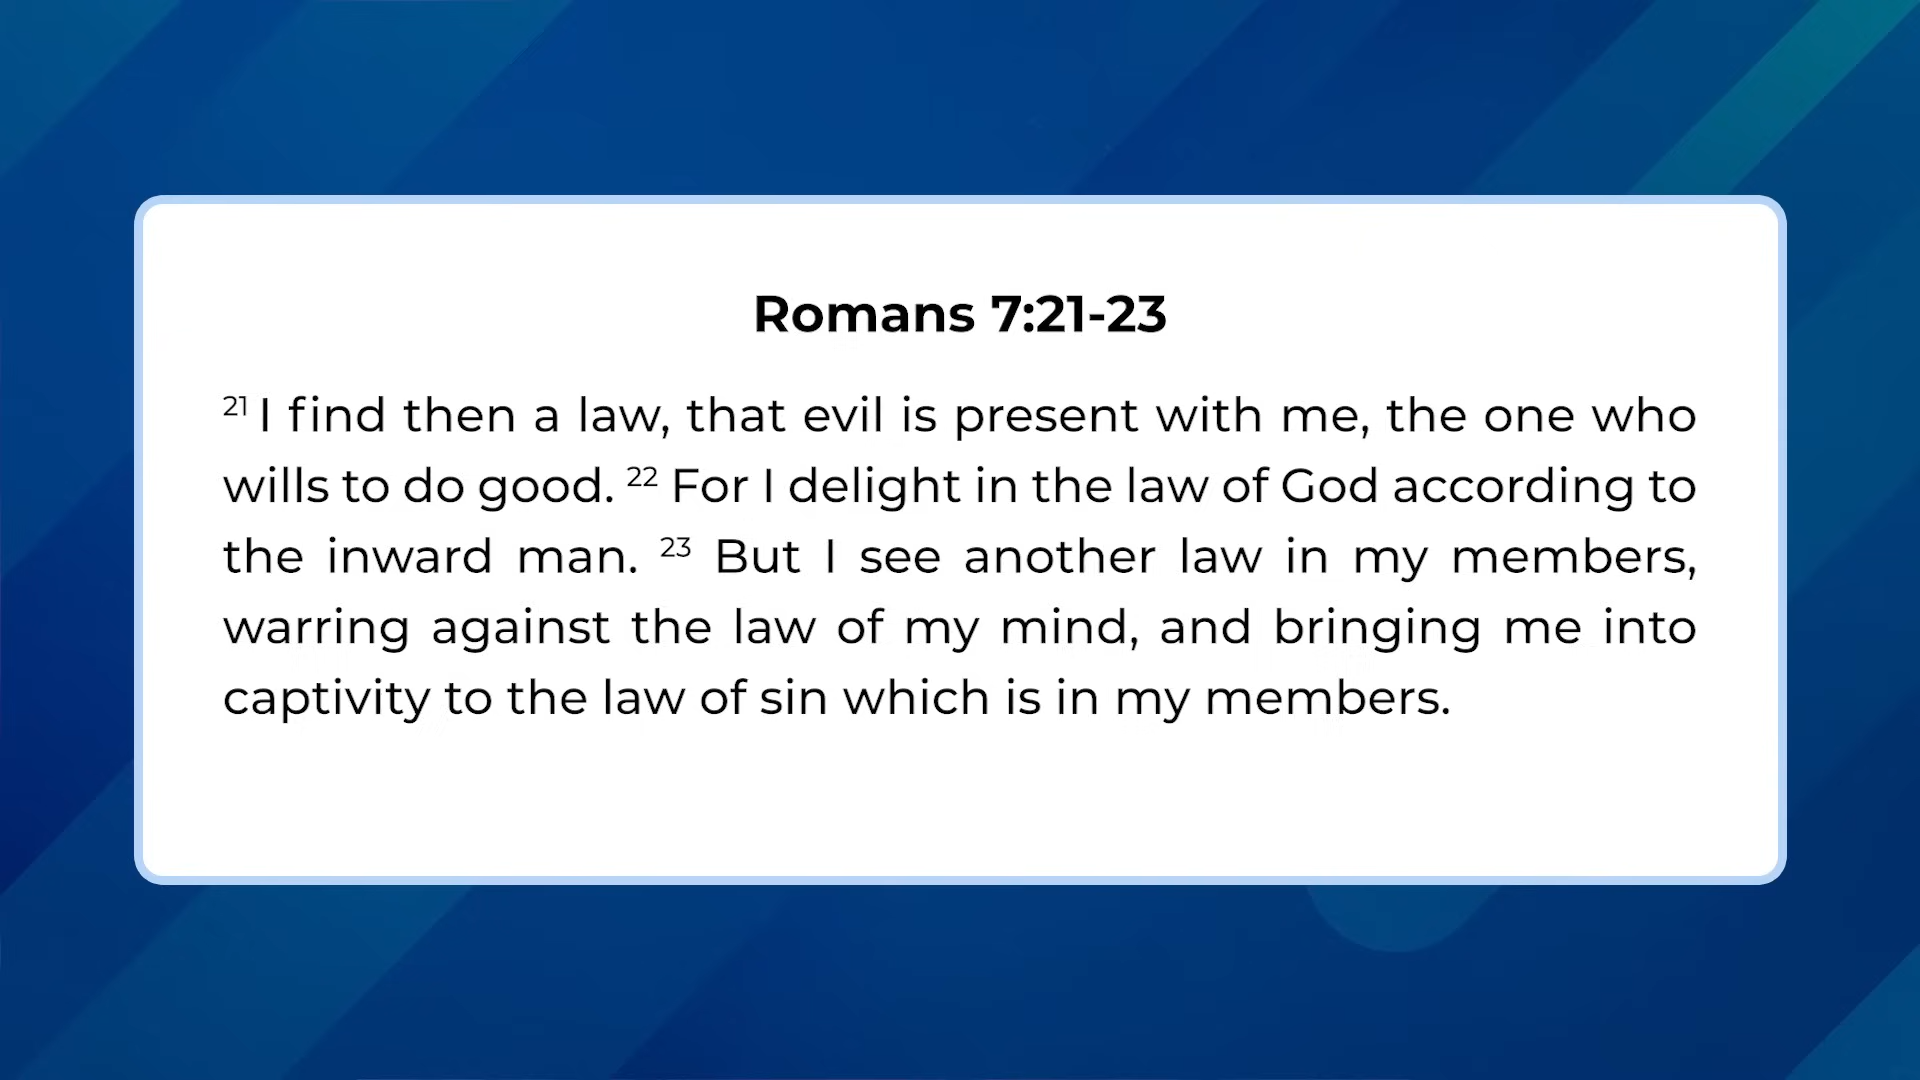 Romans 7:21-23
21 I find then a law, that evil is present with me, the one who
wills to do good. 22 For I delight in the law of God according to
the inward man. 23 But I see another law in my members,
warring against the law of my mind, and bringing me into
captivity to the law of sin which is in my members.